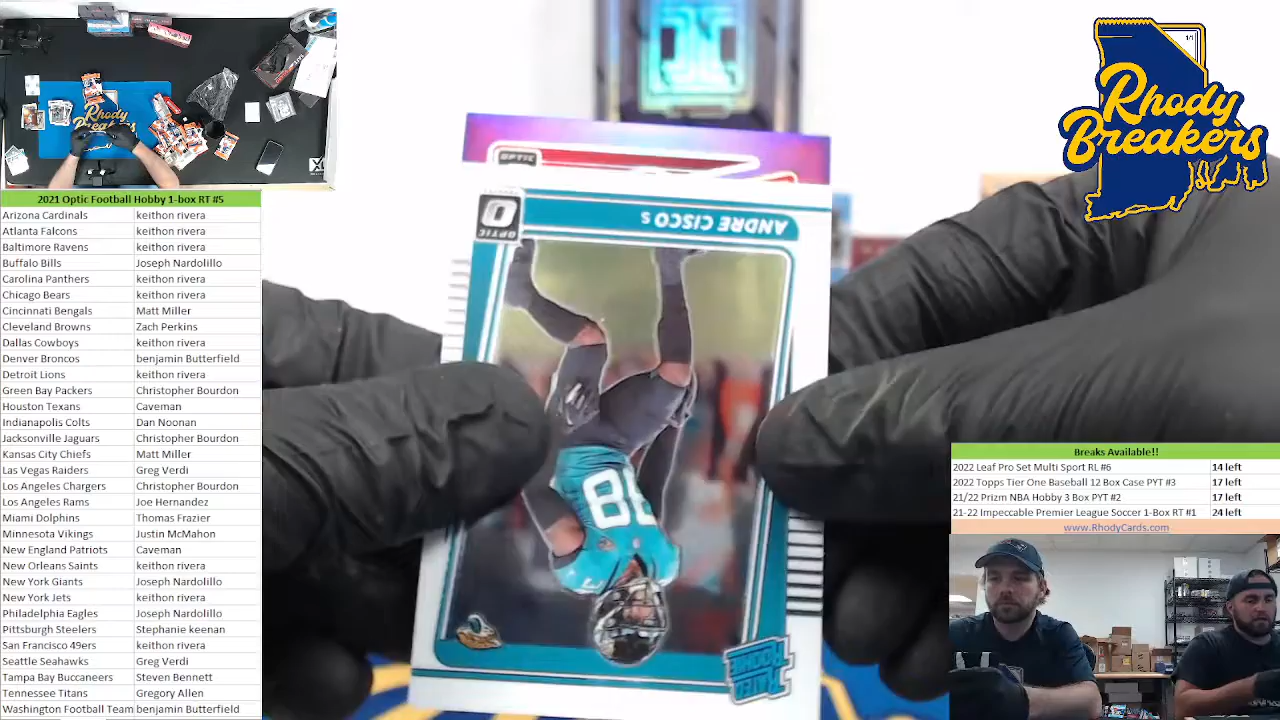 2021 Optic Football Hobby 1-box RT #5
Arizona Cardinals keithon rivera
Atlanta Falcons keithon rivera
Baltimore Ravens keithon rivera
Buffalo Bills Joseph Nardolillo
Carolina Panthers keithon rivera
Chicago Bears keithon rivera
Cincinnati Bengals Matt Miller
Cleveland Browns Zach Perkins
Dallas Cowboys keithon rivera
Denver Broncos benjamin Butterfield
Detroit Lions keithon rivera
Green Bay Packers Christopher Bourdon
Houston Texans Caveman
Indianapolis Colts Dan Noonan
Jacksonville Jaguars Christopher Bourdon
Kansas City Chiefs Matt Miller
Las Vegas Raiders Greg Verdi
Los Angeles Chargers Christopher Bourdon
Los Angeles Rams Joe Hernandez
Miami Dolphins Thomas Frazier
Minnesota Vikings Justin McMahon
New England Patriots Caveman
New Orleans Saints keithon rivera
New York Giants Joseph Nardolillo
New York Jets keithon rivera
Philadelphia Eagles Joseph Nardolillo
Pittsburgh Steelers Stephanie keenan
San Francisco 49ers keithon rivera
Seattle Seahawks Greg Verdi
Tampa Bay Buccaneers Steven Bennett
Tennessee Titans Gregory Allen
Washington Football Team benjamin Butterfield
Rhody
Breakers
OPTIC
OPTIC
ANDRE CISCO S
38
RATED
ROOKIE
1/1
Rhody
Breakers
Breaks Available!!
2022 Leaf Pro Set Multi Sport RL #6 14 left
2022 Topps Tier One Baseball 12 Box Case PYT #3 17 left
21/22 Prizm NBA Hobby 3 Box PYT #2 17 left
21-22 Impeccable Premier League Soccer 1-Box RT #1 24 left
www.RhodyCards.com